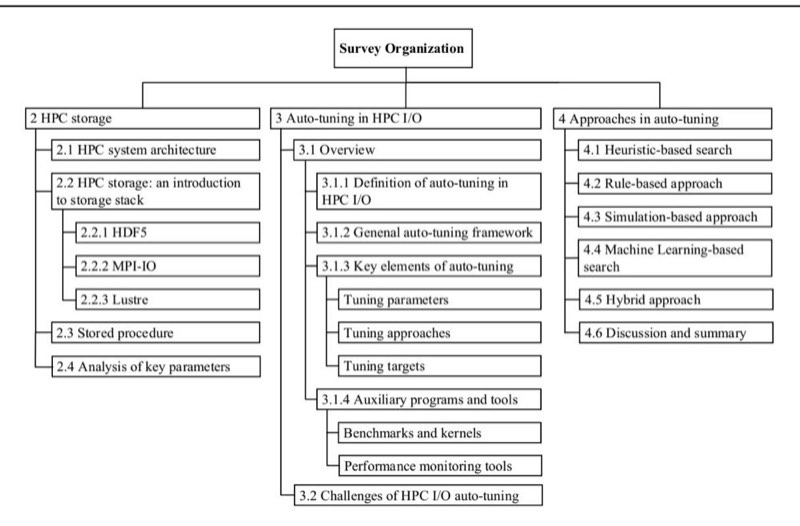 Survey Organization
2 HPC storage
2.1 HPC system architecture
2.2 HPC storage: an introduction
to storage stack
2.2.1 HDF5
2.2.2 MPI-IO
2.2.3 Lustre
2.3 Stored procedure
2.4 Analysis of key parameters
3 Auto-tuning in HPC I/O
3.1 Overview
3.1.1 Definition of auto-tuning in
HPC I/O
3.1.2 Genenal auto-tuning framework
3.1.3 Key elements of auto-tuning
Tuning parameters
Tuning approaches
Tuning targets
3.1.4 Auxiliary programs and tools
Benchmarks and kernels
Performance monitoring tools
3.2 Challenges of HPC I/O auto-tuning
4 Approaches in auto-tuning
4.1 Heuristic-based search
4.2 Rule-based approach
4.3 Simulation-based approach
4.4 Machine Learning-based
search
4.5 Hybrid approach
4.6 Discussion and summary